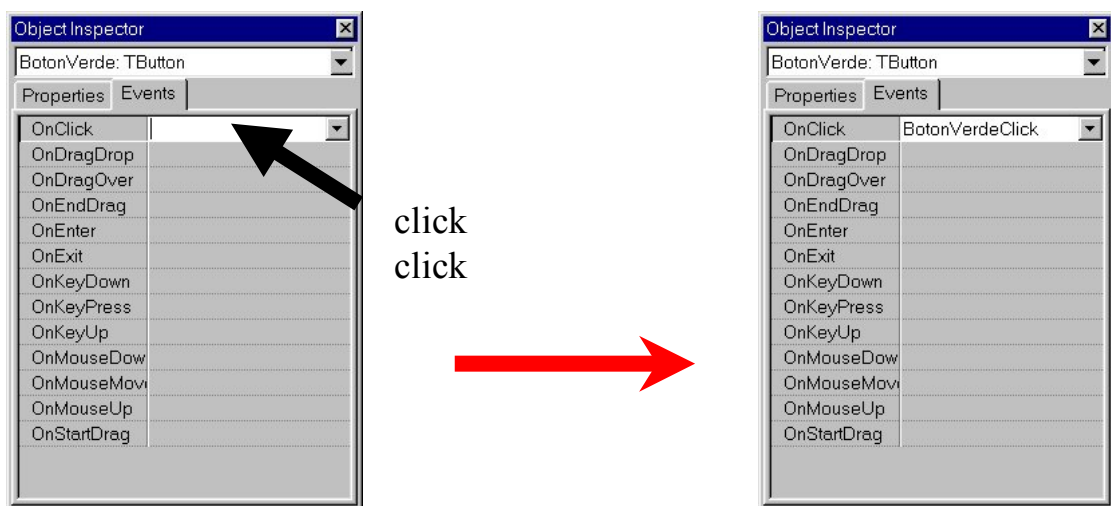 Object Inspector
BotonVerde: TButton
Properties Events
OnClick
OnDragDrop
OnDragOver
OnEndDrag
OnEnter
OnExit
OnKeyDown
OnKeyPress
OnKeyUp
OnMouseDow
OnMouseMov
OnMouseUp
OnStartDrag
click
click
Object Inspector
BotonVerde: TButton
Properties Events
OnClick BotonVerdeClick
OnDragDrop
OnDragOver
OnEndDrag
OnEnter
OnExit
OnKeyDown
OnKeyPress
OnKeyUp
OnMouseDow
OnMouseMov
OnMouseUp
OnStartDrag